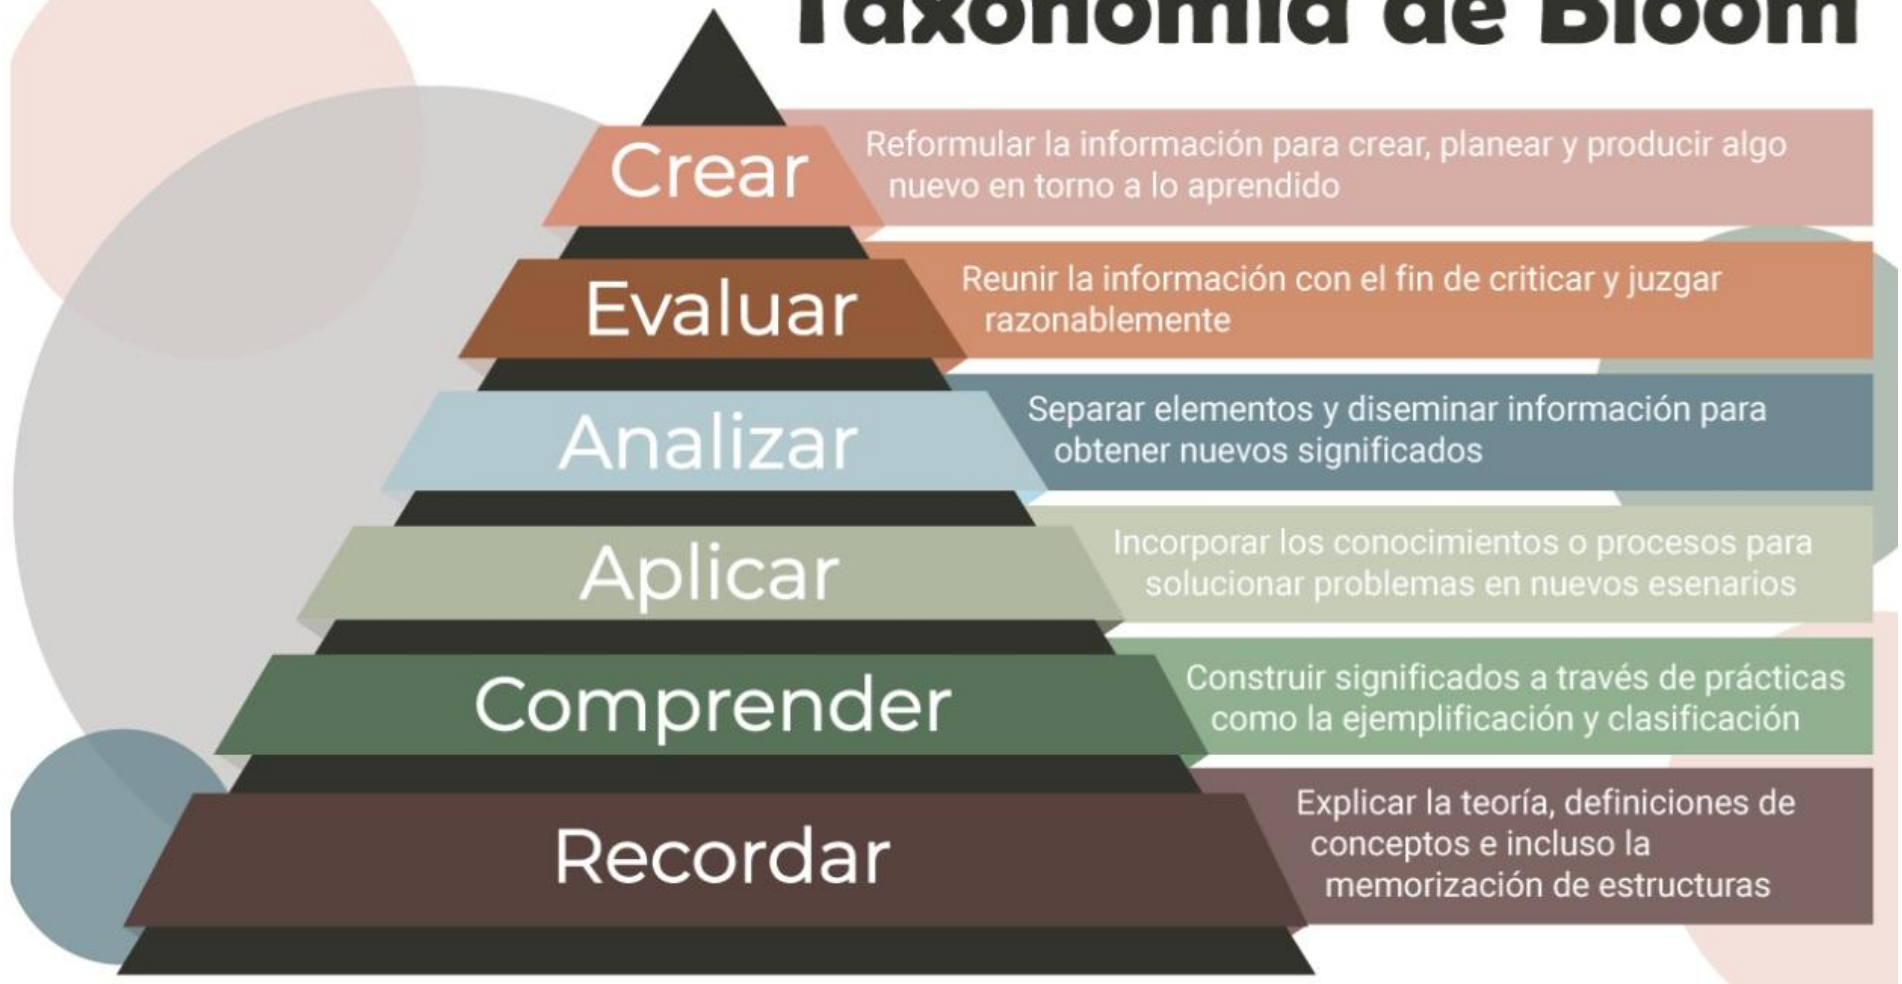 Taxonomía de Bloom
Crear
Reformular la información para crear, planear y producir algo
nuevo en torno a lo aprendido
Evaluar
Reunir la información con el fin de criticar y juzgar
razonablemente
Analizar
Separar elementos y diseminar información para
obtener nuevos significados
Aplicar
Incorporar los conocimientos o procesos para
solucionar problemas en nuevos esenarios
Comprender
Construir significados a través de prácticas
como la ejemplificación y clasificación
Recordar
Explicar la teoría, definiciones de
conceptos e incluso la
memorización de estructuras